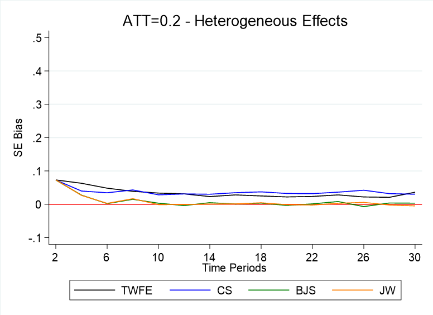 ATT=0.2 - Heterogeneous Effects
.5
.4
.3
.2
.1
0
-.1
SE Bias
2 6 10 14 18 22 26 30
Time Periods
TWFE CS BJS JW